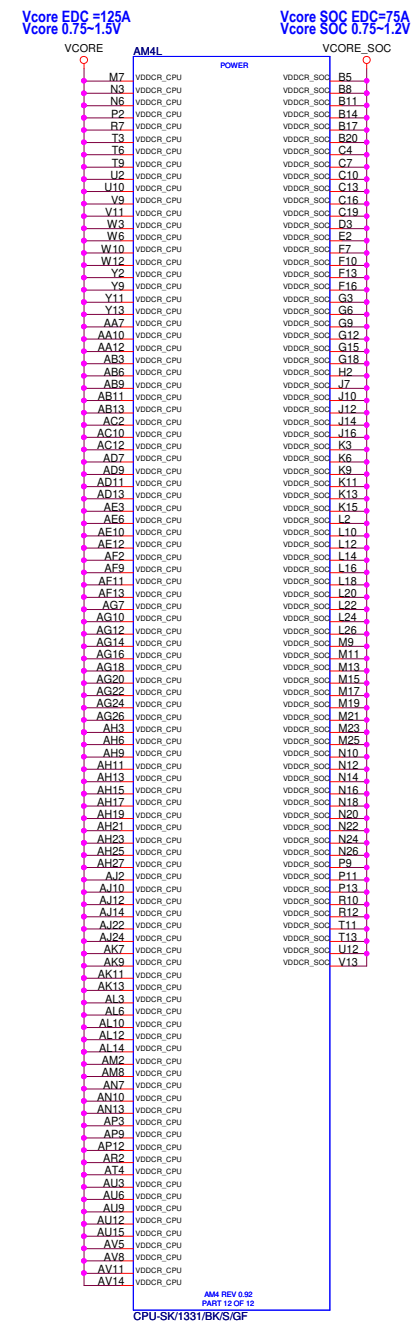 Vcore EDC =125A
Vcore 0.75~1.5V
Vcore SOC EDC=75A
Vcore SOC 0.75~1.2V
VCORE
VCORE_SOC
AM4L
POWER
M7 VDDCR_CPU VDDCR_SOC B5
N3 VDDCR_CPU VDDCR_SOC B8
N6 VDDCR_CPU VDDCR_SOC B11
P2 VDDCR_CPU VDDCR_SOC B14
R7 VDDCR_CPU VDDCR_SOC B17
T3 VDDCR_CPU VDDCR_SOC B20
T6 VDDCR_CPU VDDCR_SOC C4
T9 VDDCR_CPU VDDCR_SOC C7
U2 VDDCR_CPU VDDCR_SOC C10
U10 VDDCR_CPU VDDCR_SOC C13
V9 VDDCR_CPU VDDCR_SOC C16
V11 VDDCR_CPU VDDCR_SOC C19
W3 VDDCR_CPU VDDCR_SOC D3
W6 VDDCR_CPU VDDCR_SOC E2
W10 VDDCR_CPU VDDCR_SOC F7
W12 VDDCR_CPU VDDCR_SOC F10
Y2 VDDCR_CPU VDDCR_SOC F13
Y9 VDDCR_CPU VDDCR_SOC F16
Y11 VDDCR_CPU VDDCR_SOC G3
Y13 VDDCR_CPU VDDCR_SOC G6
AA7 VDDCR_CPU VDDCR_SOC G9
AA10 VDDCR_CPU VDDCR_SOC G12
AA12 VDDCR_CPU VDDCR_SOC G15
AB3 VDDCR_CPU VDDCR_SOC G18
AB6 VDDCR_CPU VDDCR_SOC H2
AB9 VDDCR_CPU VDDCR_SOC J7
AB11 VDDCR_CPU VDDCR_SOC J10
AB13 VDDCR_CPU VDDCR_SOC J12
AC2 VDDCR_CPU VDDCR_SOC J14
AC10 VDDCR_CPU VDDCR_SOC J16
AC12 VDDCR_CPU VDDCR_SOC K3
AD7 VDDCR_CPU VDDCR_SOC K6
AD9 VDDCR_CPU VDDCR_SOC K9
AD11 VDDCR_CPU VDDCR_SOC K11
AD13 VDDCR_CPU VDDCR_SOC K13
AE3 VDDCR_CPU VDDCR_SOC K15
AE6 VDDCR_CPU VDDCR_SOC L2
AE10 VDDCR_CPU VDDCR_SOC L10
AE12 VDDCR_CPU VDDCR_SOC L12
AF2 VDDCR_CPU VDDCR_SOC L14
AF9 VDDCR_CPU VDDCR_SOC L16
AF11 VDDCR_CPU VDDCR_SOC L18
AF13 VDDCR_CPU VDDCR_SOC L20
AG7 VDDCR_CPU VDDCR_SOC L22
AG10 VDDCR_CPU VDDCR_SOC L24
AG12 VDDCR_CPU VDDCR_SOC L26
AG14 VDDCR_CPU VDDCR_SOC M9
AG16 VDDCR_CPU VDDCR_SOC M11
AG18 VDDCR_CPU VDDCR_SOC M13
AG20 VDDCR_CPU VDDCR_SOC M15
AG22 VDDCR_CPU VDDCR_SOC M17
AG24 VDDCR_CPU VDDCR_SOC M19
AG26 VDDCR_CPU VDDCR_SOC M21
AH3 VDDCR_CPU VDDCR_SOC M23
AH6 VDDCR_CPU VDDCR_SOC M25
AH9 VDDCR_CPU VDDCR_SOC N10
AH11 VDDCR_CPU VDDCR_SOC N12
AH13 VDDCR_CPU VDDCR_SOC N14
AH15 VDDCR_CPU VDDCR_SOC N16
AH17 VDDCR_CPU VDDCR_SOC N18
AH19 VDDCR_CPU VDDCR_SOC N20
AH21 VDDCR_CPU VDDCR_SOC N22
AH23 VDDCR_CPU VDDCR_SOC N24
AH25 VDDCR_CPU VDDCR_SOC N26
AH27 VDDCR_CPU VDDCR_SOC P9
AJ2 VDDCR_CPU VDDCR_SOC P11
AJ10 VDDCR_CPU VDDCR_SOC P13
AJ12 VDDCR_CPU VDDCR_SOC R10
AJ14 VDDCR_CPU VDDCR_SOC R12
AJ22 VDDCR_CPU VDDCR_SOC T11
AJ24 VDDCR_CPU VDDCR_SOC T13
AK7 VDDCR_CPU VDDCR_SOC U12
AK9 VDDCR_CPU VDDCR_SOC V13
AK11 VDDCR_CPU
AK13 VDDCR_CPU
AL3 VDDCR_CPU
AL6 VDDCR_CPU
AL10 VDDCR_CPU
AL12 VDDCR_CPU
AL14 VDDCR_CPU
AM2 VDDCR_CPU
AM8 VDDCR_CPU
AN7 VDDCR_CPU
AN10 VDDCR_CPU
AN13 VDDCR_CPU
AP3 VDDCR_CPU
AP9 VDDCR_CPU
AP12 VDDCR_CPU
AR2 VDDCR_CPU
AT4 VDDCR_CPU
AU3 VDDCR_CPU
AU6 VDDCR_CPU
AU9 VDDCR_CPU
AU12 VDDCR_CPU
AU15 VDDCR_CPU
AV5 VDDCR_CPU
AV8 VDDCR_CPU
AV11 VDDCR_CPU
AV14 VDDCR_CPU
AM4 REV 0.92
PART 12 OF 12
CPU-SK/1331/BK/S/GF